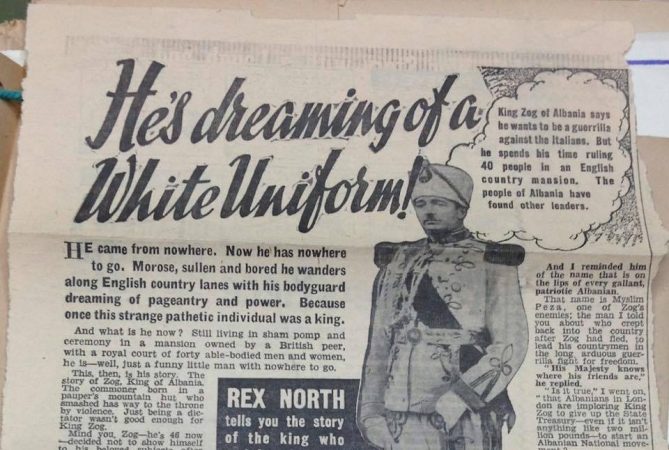 He's dreaming of a
White Uniform!
King Zog of Albania says
he wants to be a guerrilla
against the Italians. But
he spends his time ruling
40 people in an English
country mansion. The
people of Albania have
found other leaders.
HE came from nowhere. Now he has nowhere
to go. Morose, sullen and bored he wanders
along English country lanes with his bodyguard
dreaming of pageantry and power. Because
once this strange pathetic individual was a king.
And what is he now? Still living in sham pomp and
ceremony in a mansion owned by a British peer,
with a royal court of forty able-bodied men and women,
he is—well, just a funny little man with nowhere to go.
This, then, is his story. The
story of Zog, King of Albania.
The commoner born in a
pauper's mountain hut who
smashed his way to the throne
by violence. Just being a dic-
tator wasn't good enough for
King Zog.
Mind you, Zog—he's 46 now
—decided not to show himself
to his beloved subjects after
REX NORTH
tells you the story
of the king who
And I reminded him
of the name that is on
the lips of every gallant,
patriotic Albanian.
That name is Myslim
Peza, one of Zog's
enemies; the man I told
you about who crept
back into the country
after Zog had fled, to
lead his countrymen in
the long arduous guer-
rilla fight for freedom.
"His Majesty knows
where his friends are,"
he replied.
"Is it true," I went on,
"that Albanians in Lon-
don are imploring King
Zog to give up the State
Treasury—even if it isn't
anything like two mil-
lion pounds—to start an
Albanian National move-